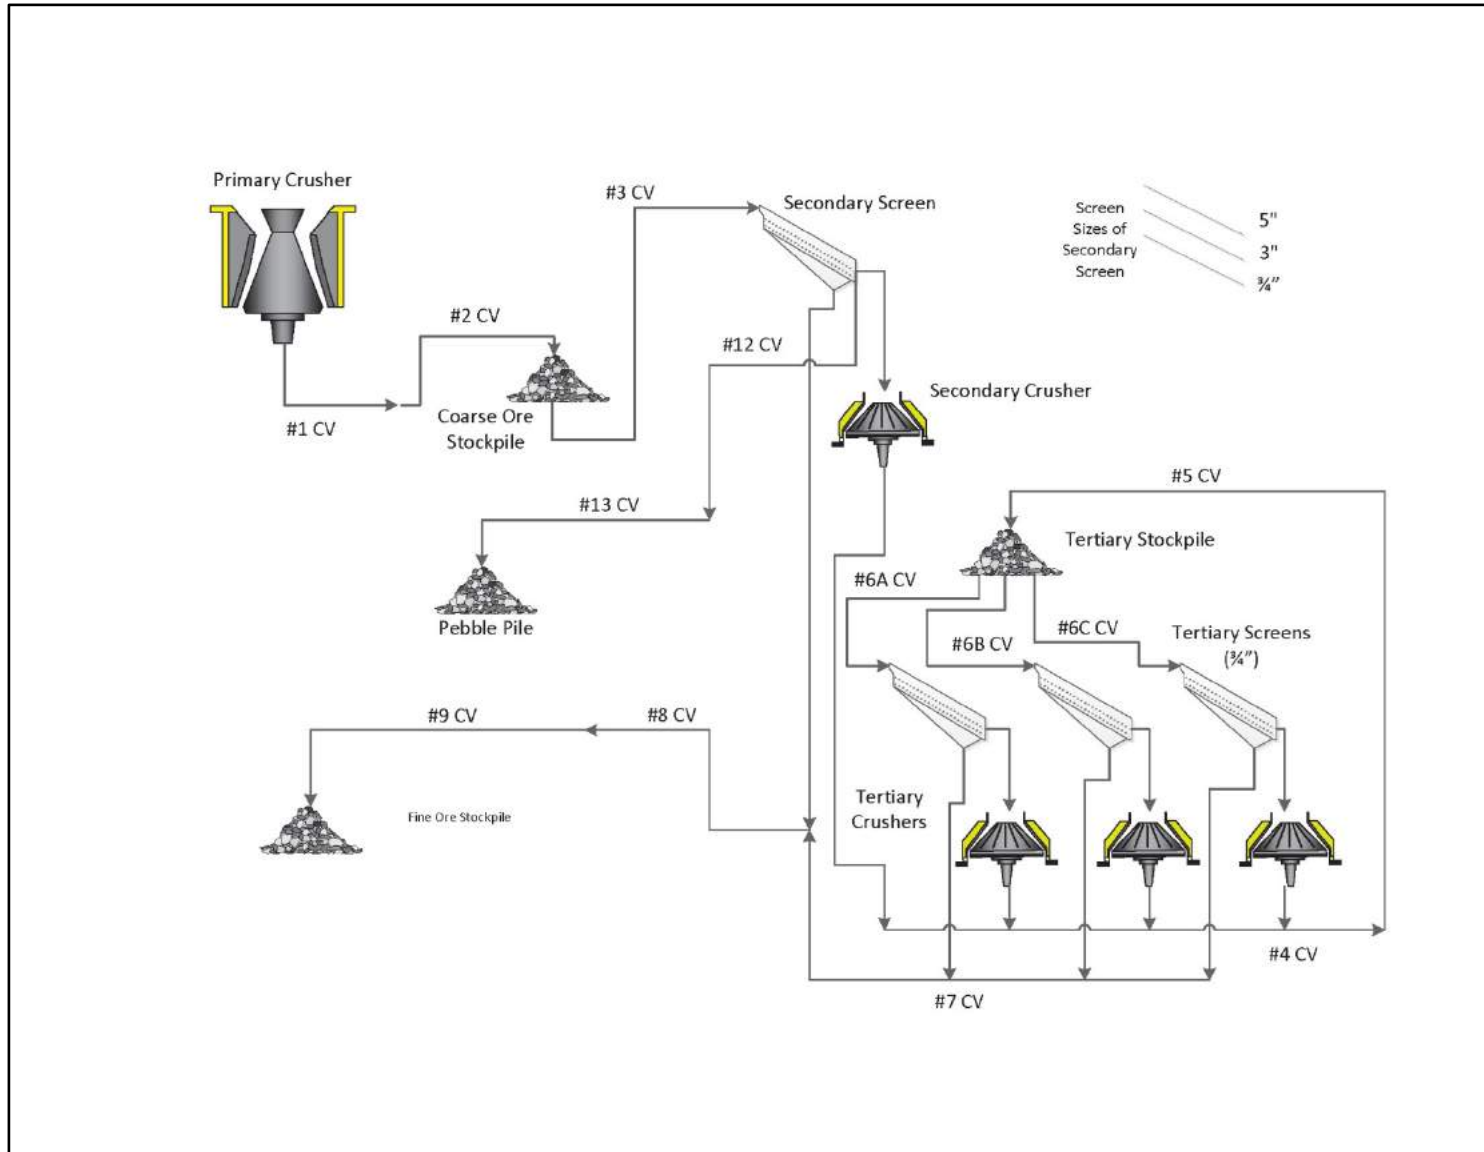 Primary Crusher
#3 CV
Secondary Screen
Screen
Sizes of
Secondary
Screen
5"
3"
¾"
#2 CV
#12 CV
#1 CV
Coarse Ore
Stockpile
Secondary Crusher
#5 CV
#13 CV
Tertiary Stockpile
#6A CV
Pebble Pile
#6B CV
#6C CV
Tertiary Screens
(¾")
#9 CV
#8 CV
Tertiary
Crushers
Fine Ore Stockpile
#4 CV
#7 CV